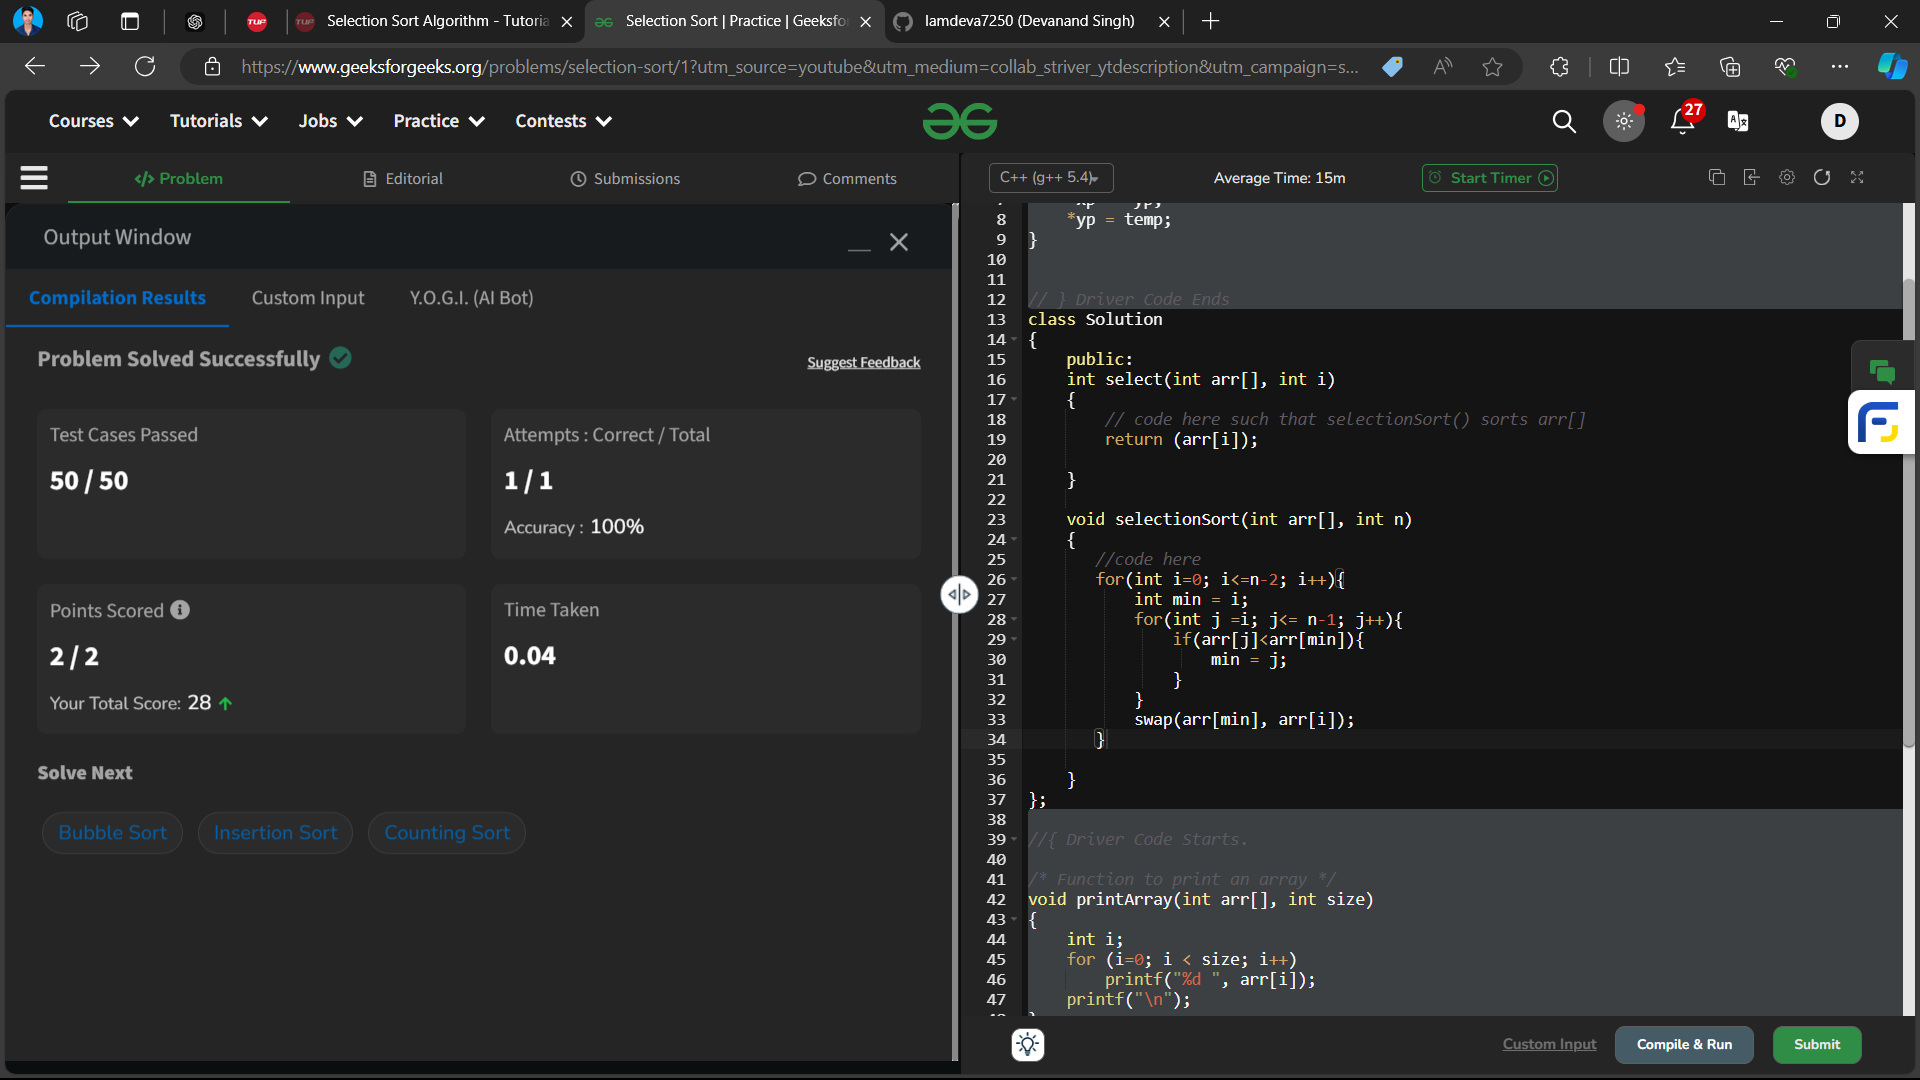 TUF
TUF
Selection Sort Algorithm - Tutoria
Selection Sort | Practice | Geeksfo
Iamdeva7250 (Devanand Singh)
https://www.geeksforgeeks.org/problems/selection-sort/1?utm_source=youtube&utm_medium=collab_striver_ytdescription&utm_campaign=s...
Courses
Tutorials
Jobs
Practice
Contests
27
D
</> Problem
Editorial
Submissions
Comments
C++ (g++ 5.4)
Average Time: 15m
Start Timer
Output Window
Compilation Results
Custom Input
Y.O.G.I. (AI Bot)
Problem Solved Successfully
Suggest Feedback
Test Cases Passed
50 / 50
Attempts : Correct / Total
1 / 1
Accuracy : 100%
Points Scored
2 / 2
Your Total Score: 28
Time Taken
0.04
Solve Next
Bubble Sort
Insertion Sort
Counting Sort
8 *yp = temp;
9 }
10
11
12 // } Driver Code Ends
13 class Solution
14 {
15 public:
16 int select(int arr[], int i)
17 {
18 // code here such that selectionSort() sorts arr[]
19 return (arr[i]);
20
21 }
22
23 void selectionSort(int arr[], int n)
24 {
25 //code here
26 for(int i=0; i<=n-2; i++){
27 int min = i;
28 for(int j =i; j<= n-1; j++){
29 if(arr[j]<arr[min]){
30 min = j;
31 }
32 }
33 swap(arr[min], arr[i]);
34 }
35
36 }
37 };
38
39 //{ Driver Code Starts.
40
41 /* Function to print an array */
42 void printArray(int arr[], int size)
43 {
44 int i;
45 for (i=0; i < size; i++)
46 printf("%d ", arr[i]);
47 printf("\n");
Custom Input
Compile & Run
Submit